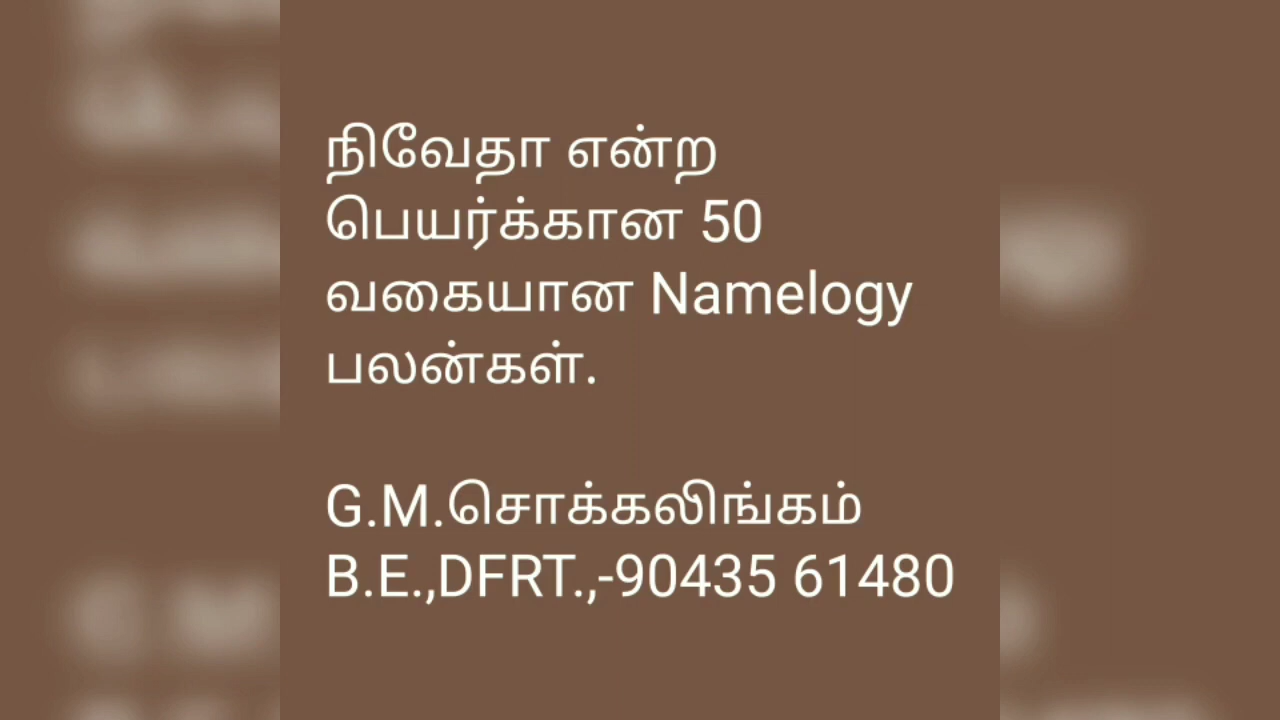 நிவேதா என்ற
பெயர்க்கான 50
வகையான Namelogy
பலன்கள்.
G.M.சொக்கலிங்கம்
B.E.,DFRT.,-90435 61480